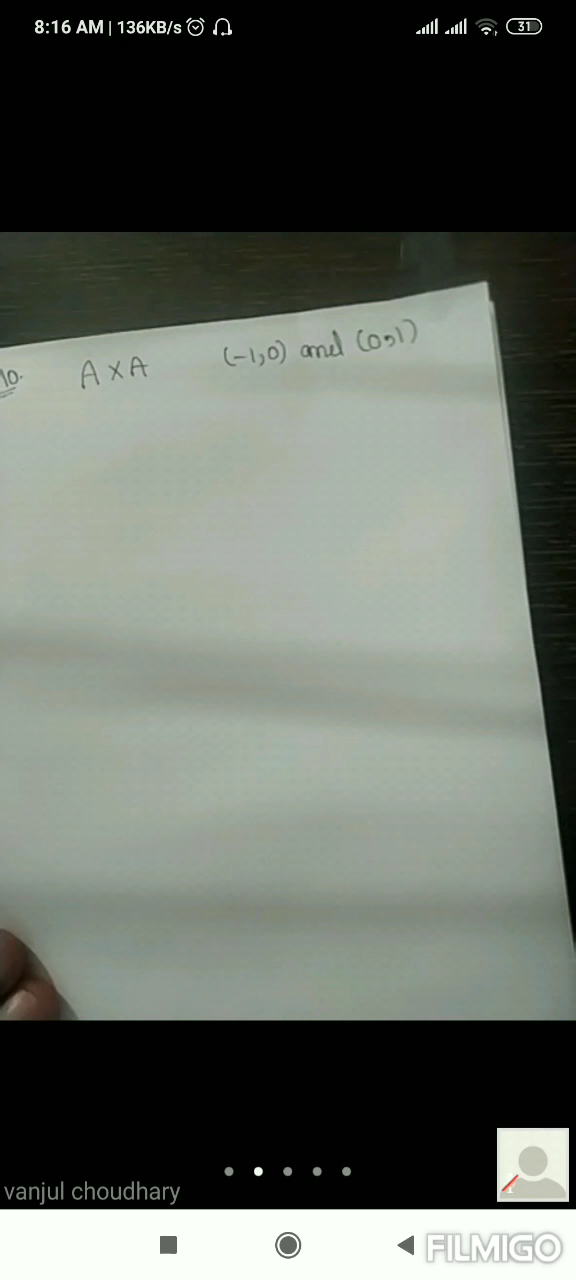 8:16 AM | 136KB/s
31
10. A X A (-1,0) and (0,1)
vanjul choudhary
FILMIGO